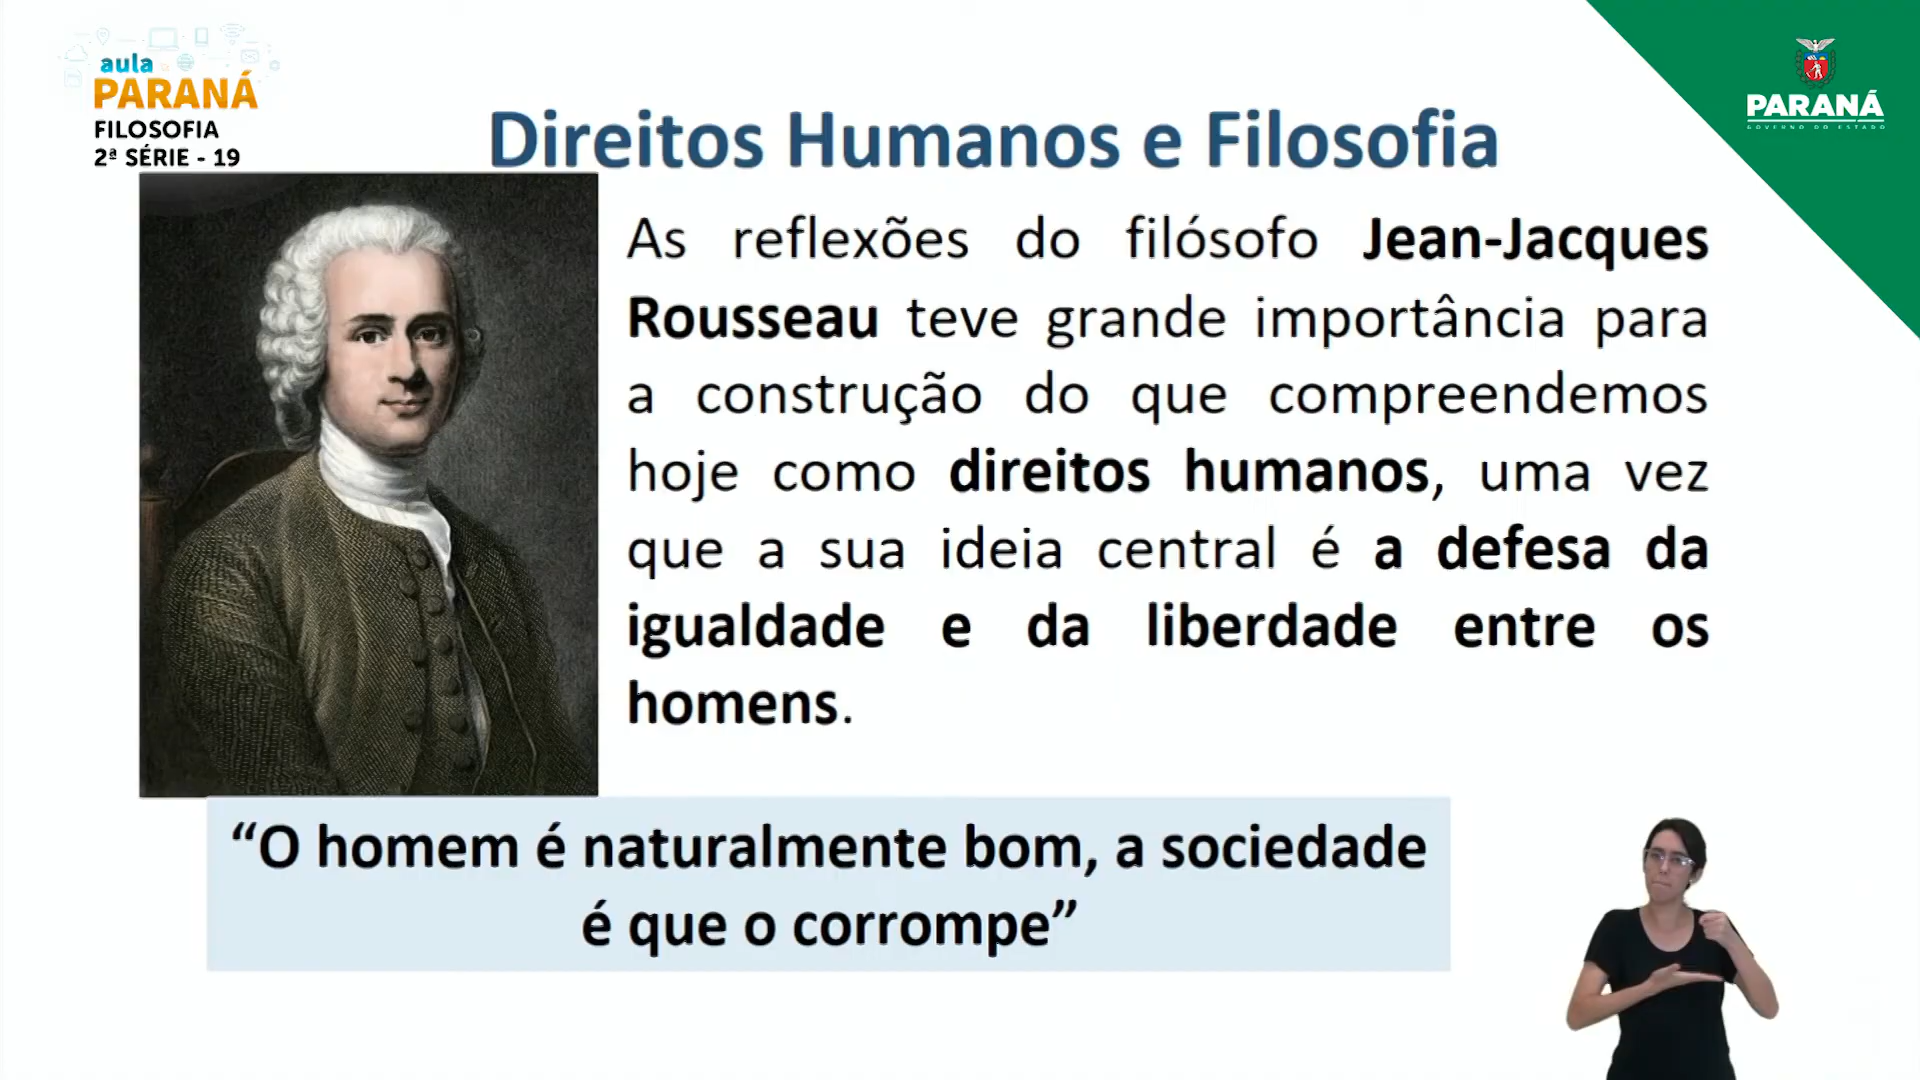 aula
PARANÁ
FILOSOFIA
2ª SÉRIE - 19
PARANÁ
GOVERNO DO ESTADO
Direitos Humanos e Filosofia
As reflexões do filósofo Jean-Jacques
Rousseau teve grande importância para
a construção do que compreendemos
hoje como direitos humanos, uma vez
que a sua ideia central é a defesa da
igualdade e da liberdade entre os
homens.
“O homem é naturalmente bom, a sociedade
é que o corrompe”